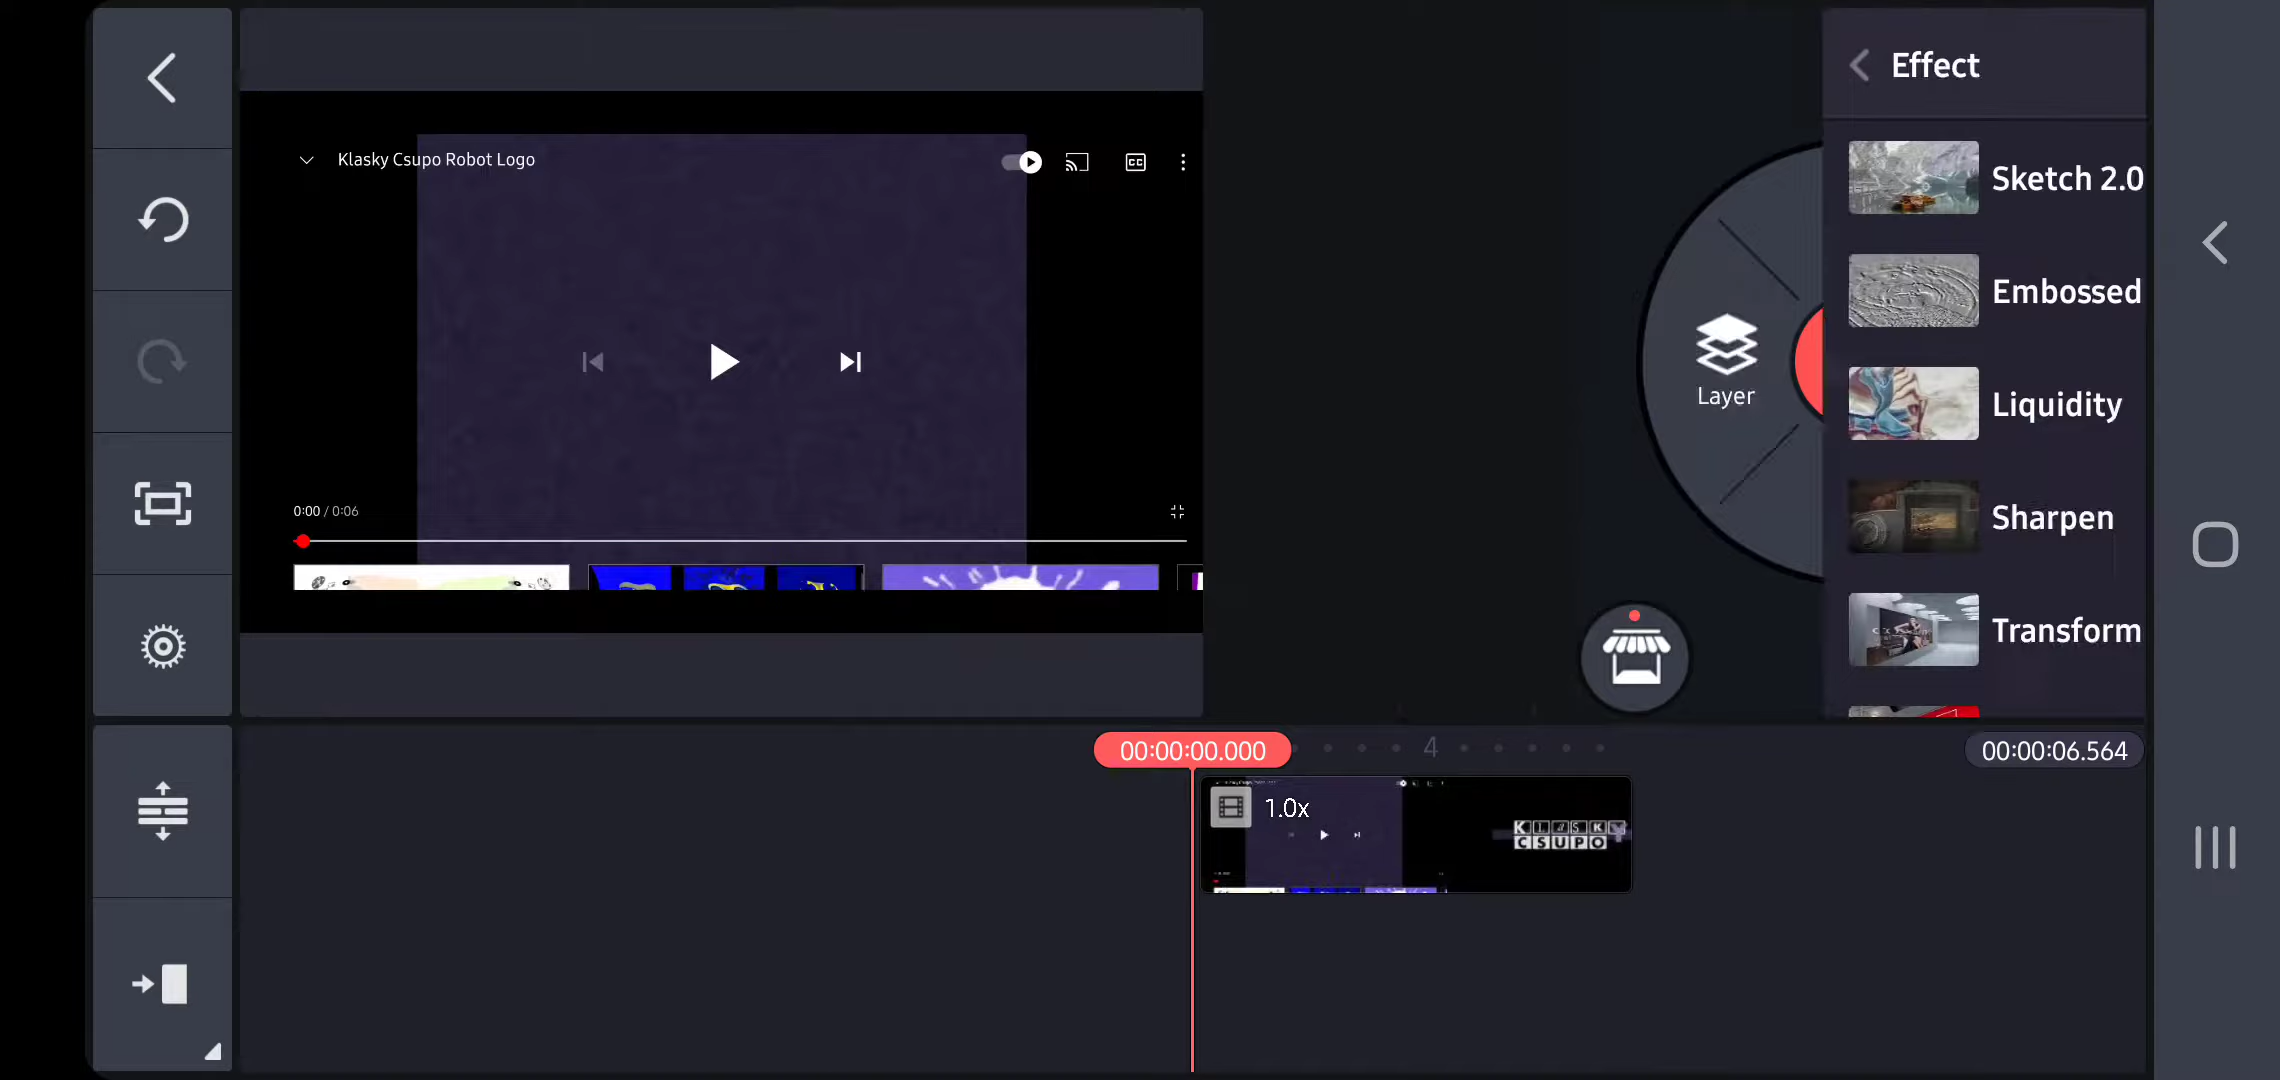 Effect
Klasky Csupo Robot Logo
CC
Sketch 2.0
Embossed
Liquidity
Layer
Sharpen
0:00 / 0:06
Transform
00:00:00.000
4
00:00:06.564
1.0x
KLASKY
CSUPO